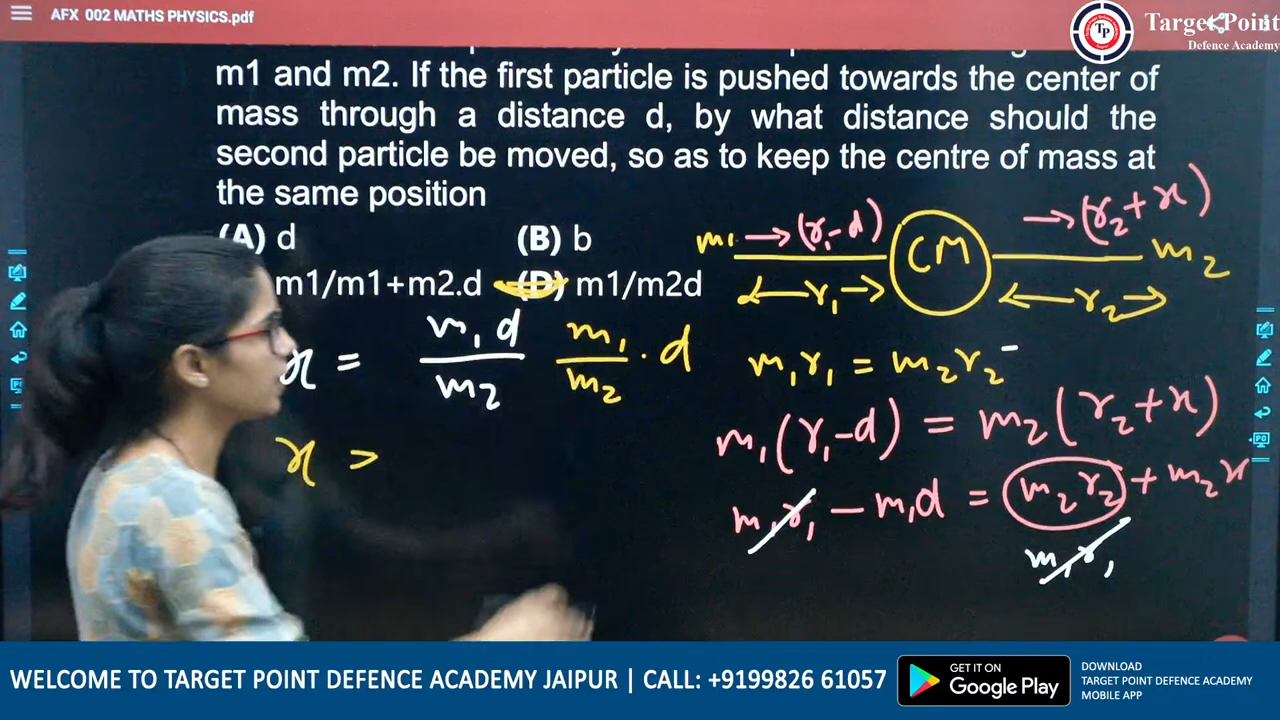 AFX 002 MATHS PHYSICS.pdf
Target Point
Defence Academy
TP
m1 and m2. If the first particle is pushed towards the center of
mass through a distance d, by what distance should the
second particle be moved, so as to keep the centre of mass at
the same position
(A) d (B) b
m1/m1+m2.d (D) m1/m2d
m₁ → (r₁-d) CM → (r₂+x) m₂
← r₁ → ← r₂ →
x = m₁d/m₂ m₁/m₂ . d
m₁r₁ = m₂r₂
m₁(r₁-d) = m₂(r₂+x)
x =
m₁r₁ - m₁d = m₂r₂ + m₂x
m₁r₁
WELCOME TO TARGET POINT DEFENCE ACADEMY JAIPUR | CALL: +9199826 61057
GET IT ON
Google Play
DOWNLOAD
TARGET POINT DEFENCE ACADEMY
MOBILE APP